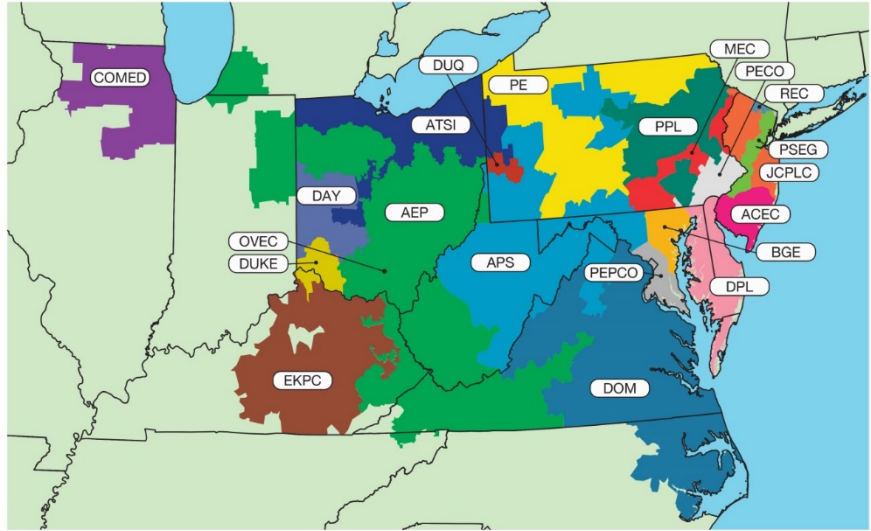 MEC
PECO
REC
DUQ
PE
COMED
ATSI
PPL
PSEG
JCPLC
DAY
AEP
ACEC
OVEC
DUKE
APS
PEPCO
BGE
DPL
EKPC
DOM